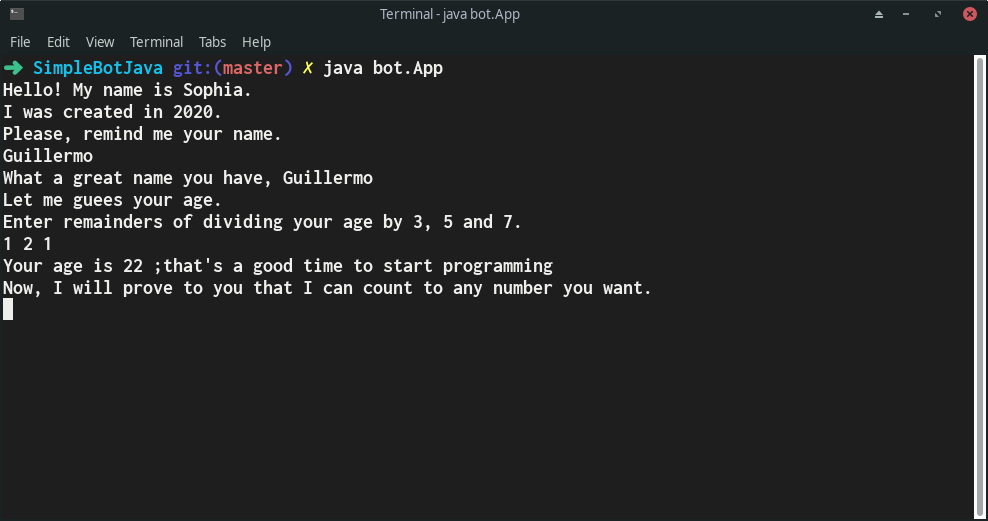 Terminal - java bot.App
File Edit View Terminal Tabs Help
➜ SimpleBotJava git:(master) ✗ java bot.App
Hello! My name is Sophia.
I was created in 2020.
Please, remind me your name.
Guillermo
What a great name you have, Guillermo
Let me guees your age.
Enter remainders of dividing your age by 3, 5 and 7.
1 2 1
Your age is 22 ;that's a good time to start programming
Now, I will prove to you that I can count to any number you want.